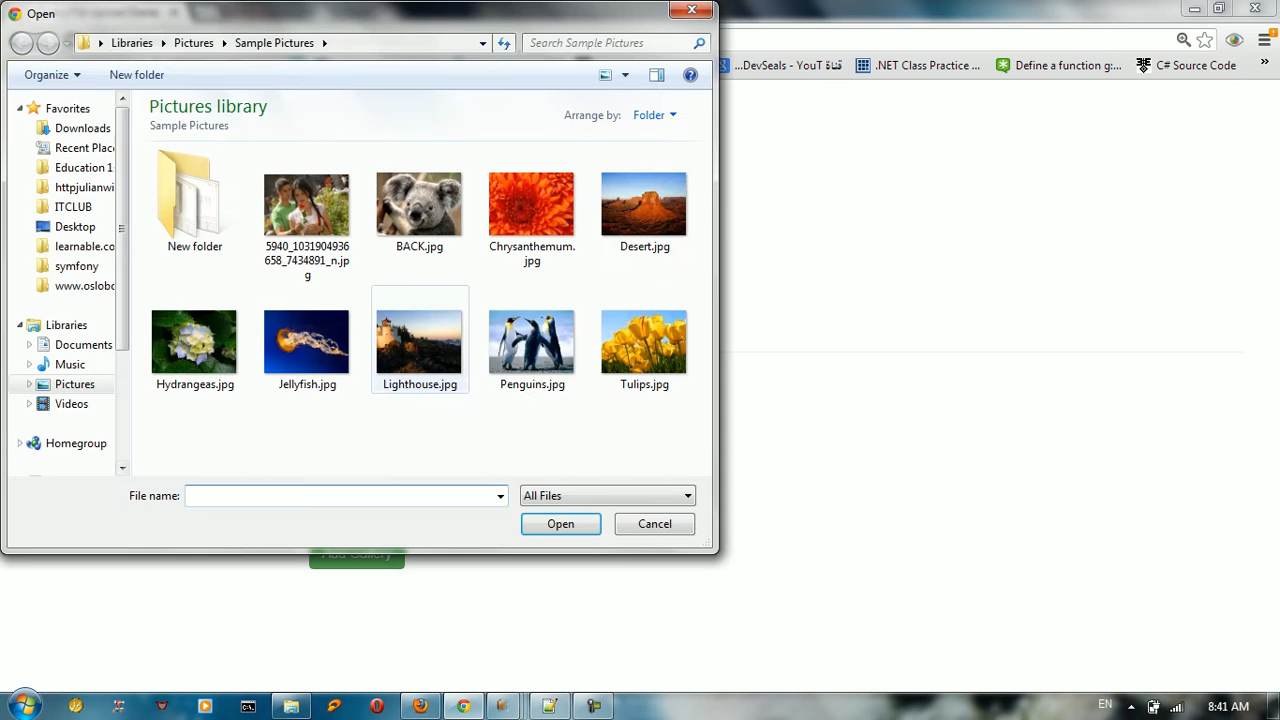 Open
Libraries Pictures Sample Pictures
Search Sample Pictures
...DevSeals - YouT قناة
.NET Class Practice ...
Define a function g...
C# Source Code
Organize
New folder
Pictures library
Sample Pictures
Arrange by: Folder
Favorites
Downloads
Recent Plac
Education 1
httpjulianwi
ITCLUB
Desktop
learnable.co
symfony
www.oslobo
Libraries
Documents
Music
Pictures
Videos
Homegroup
New folder
5940_1031904936
658_7434891_n.jp
g
BACK.jpg
Chrysanthemum.
jpg
Desert.jpg
Hydrangeas.jpg
Jellyfish.jpg
Lighthouse.jpg
Penguins.jpg
Tulips.jpg
File name:
All Files
Open
Cancel
Add Gallery
EN
8:41 AM